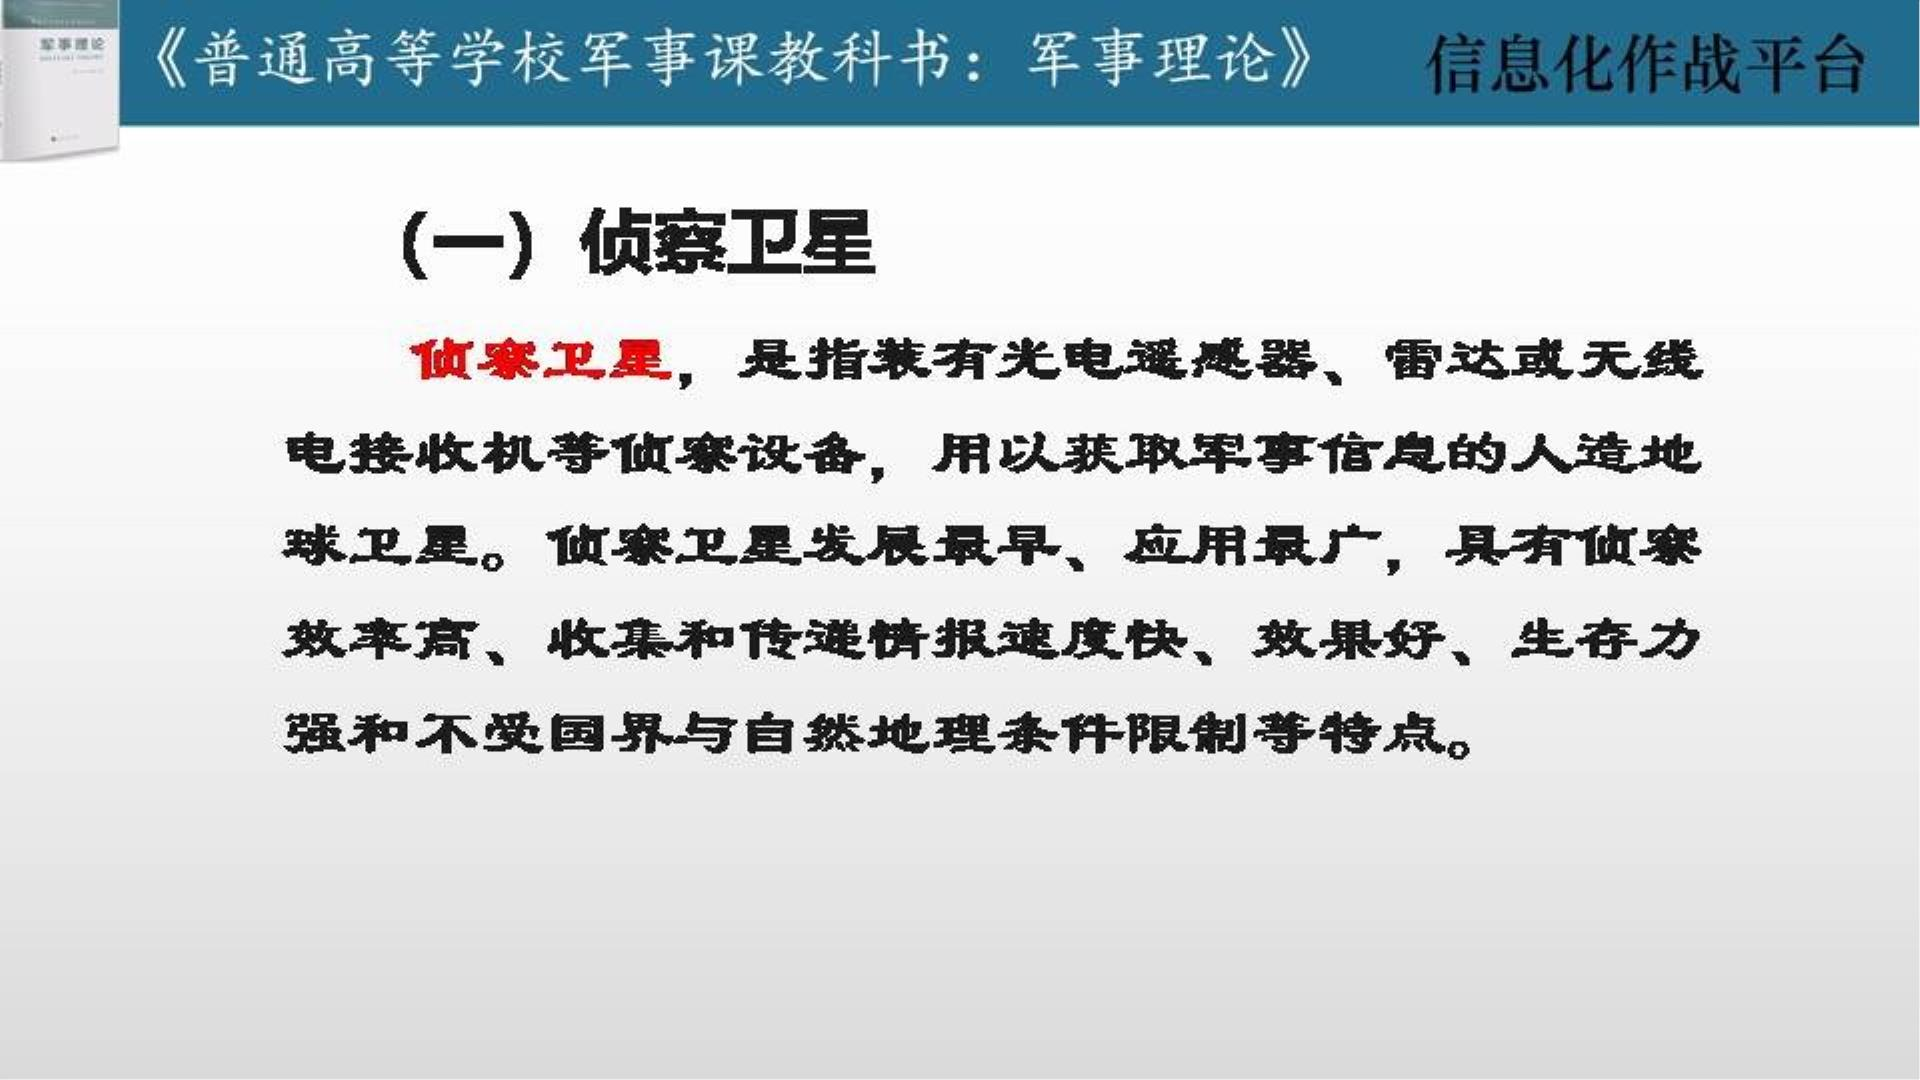 军事理论
《普通高等学校军事课教科书：军事理论》
信息化作战平台
（一）侦察卫星
侦察卫星，是指装有光电遥感器、雷达或无线
电接收机等侦察设备，用以获取军事信息的人造地
球卫星。侦察卫星发展最早、应用最广，具有侦察
效率高、收集和传递情报速度快、效果好、生存力
强和不受国界与自然地理条件限制等特点。